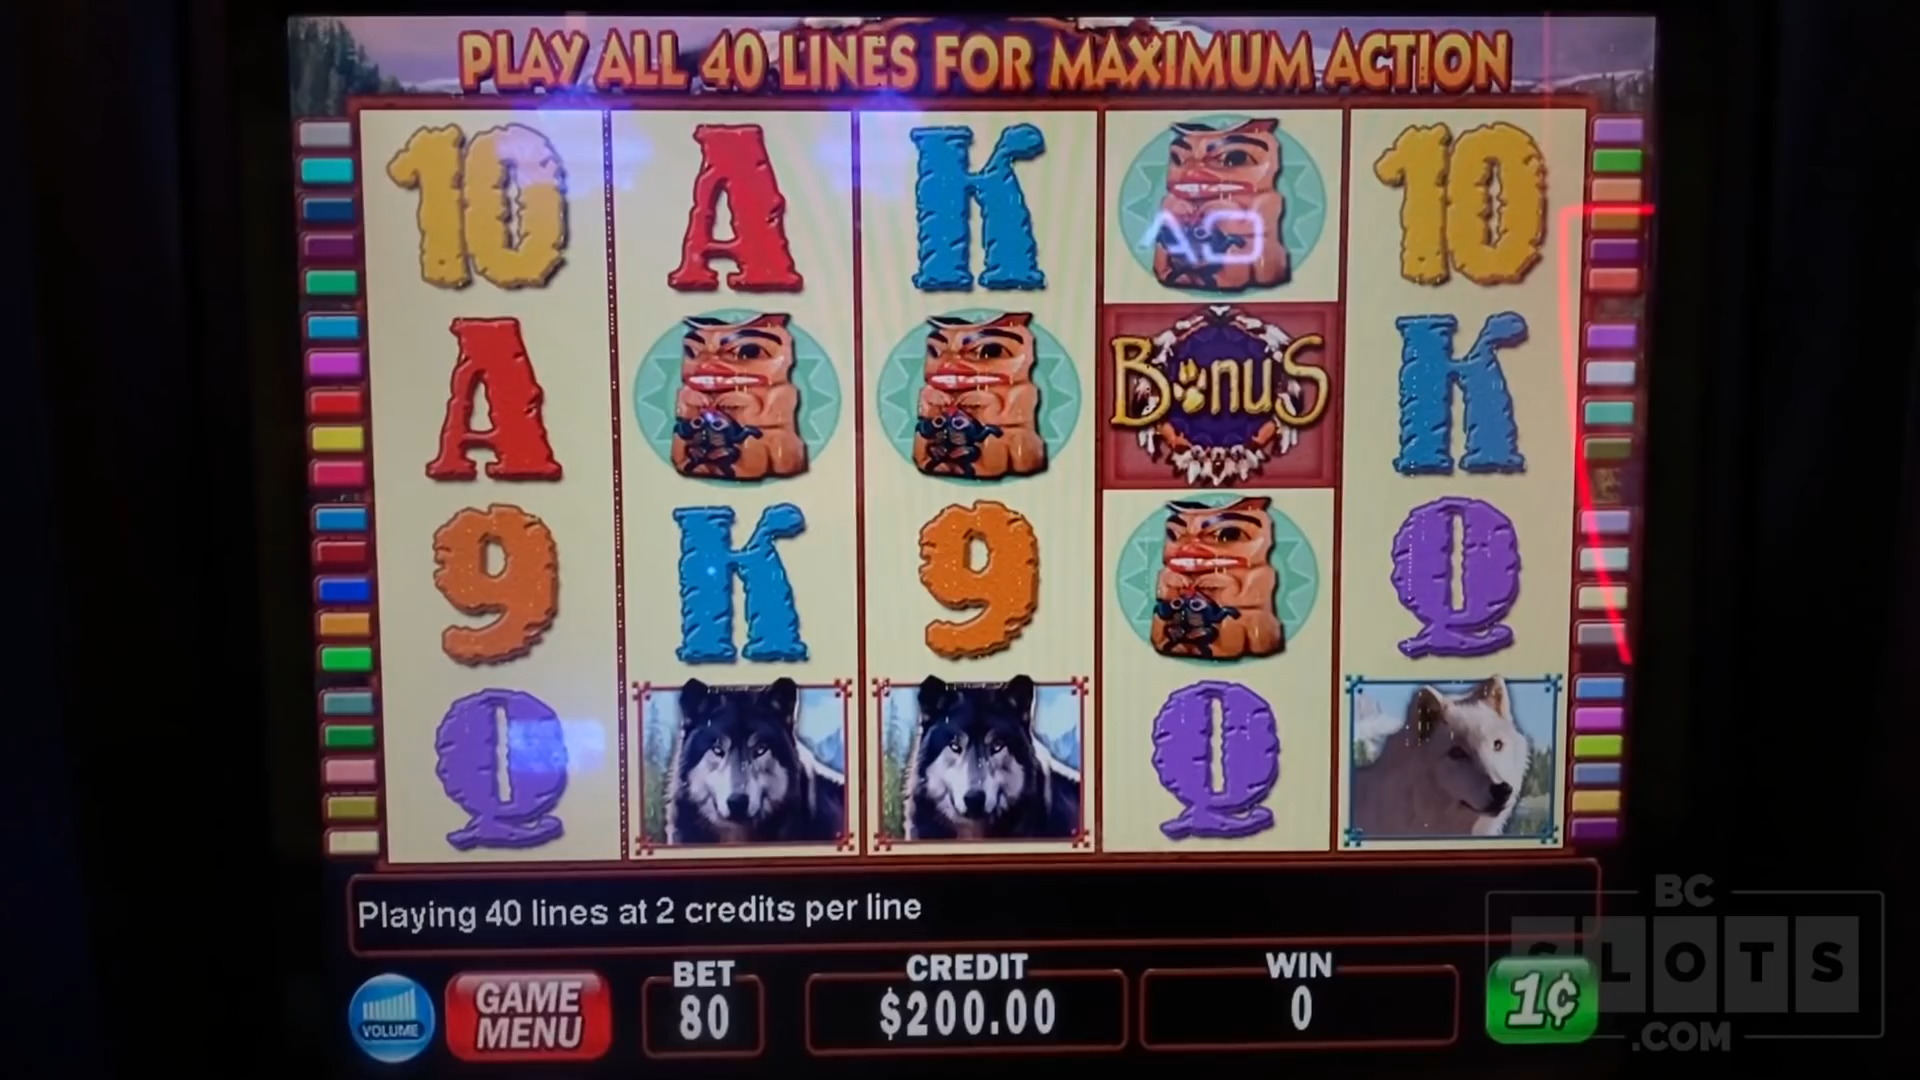 PLAY ALL 40 LINES FOR MAXIMUM ACTION
10 A K 10
A BONUS K
9 K 9 Q
Q Q
Playing 40 lines at 2 credits per line
VOLUME
GAME MENU
BET
80
CREDIT
$200.00
WIN
0
1¢
BC
SLOTS
.COM